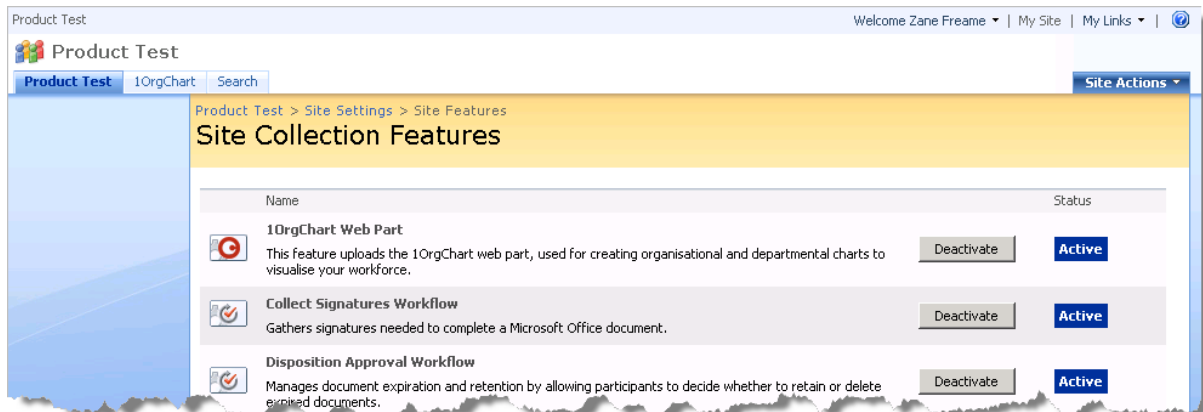 Product Test
Welcome Zane Freame | My Site | My Links |
Product Test
Product Test 1OrgChart Search
Site Actions
Product Test > Site Settings > Site Features
Site Collection Features
Name Status
1OrgChart Web Part
This feature uploads the 1OrgChart web part, used for creating organisational and departmental charts to
visualise your workforce.
Deactivate Active
Collect Signatures Workflow
Gathers signatures needed to complete a Microsoft Office document.
Deactivate Active
Disposition Approval Workflow
Manages document expiration and retention by allowing participants to decide whether to retain or delete
expired documents.
Deactivate Active